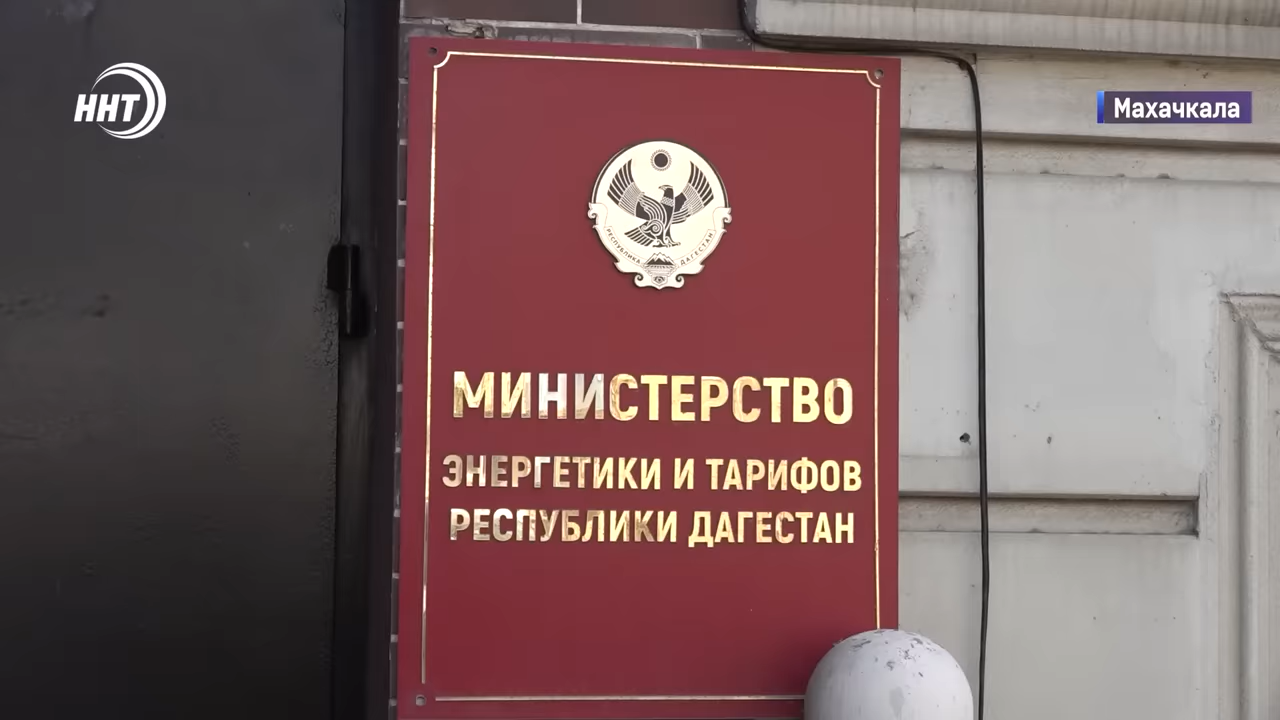 ННТ
Махачкала
РЕСПУБЛИКА ДАГЕСТАН
МИНИСТЕРСТВО
ЭНЕРГЕТИКИ И ТАРИФОВ
РЕСПУБЛИКИ ДАГЕСТАН